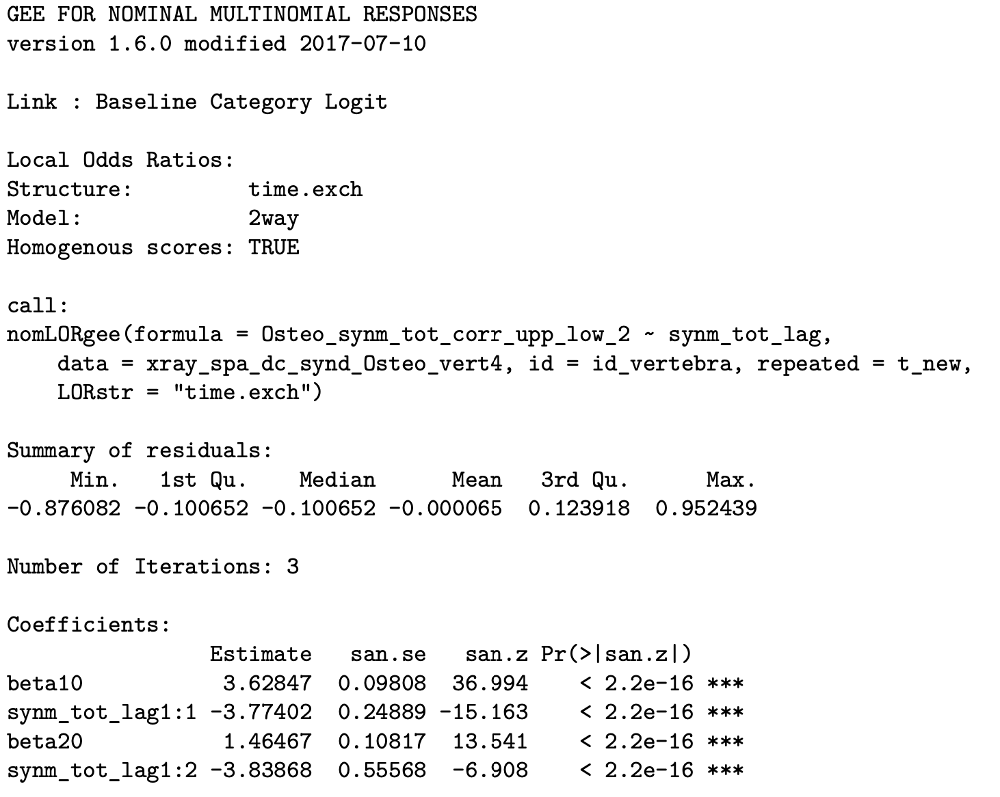 GEE FOR NOMINAL MULTINOMIAL RESPONSES
version 1.6.0 modified 2017-07-10

Link : Baseline Category Logit

Local Odds Ratios:
Structure:         time.exch
Model:             2way
Homogenous scores: TRUE

call:
nomLORgee(formula = Osteo_synm_tot_corr_upp_low_2 ~ synm_tot_lag,
    data = xray_spa_dc_synd_Osteo_vert4, id = id_vertebra, repeated = t_new,
    LORstr = "time.exch")

Summary of residuals:
     Min.   1st Qu.    Median      Mean   3rd Qu.      Max.
-0.876082 -0.100652 -0.100652 -0.000065  0.123918  0.952439

Number of Iterations: 3

Coefficients:
                Estimate   san.se   san.z Pr(>|san.z|)
beta10           3.62847  0.09808  36.994    < 2.2e-16 ***
synm_tot_lag1:1 -3.77402  0.24889 -15.163    < 2.2e-16 ***
beta20           1.46467  0.10817  13.541    < 2.2e-16 ***
synm_tot_lag1:2 -3.83868  0.55568  -6.908    < 2.2e-16 ***